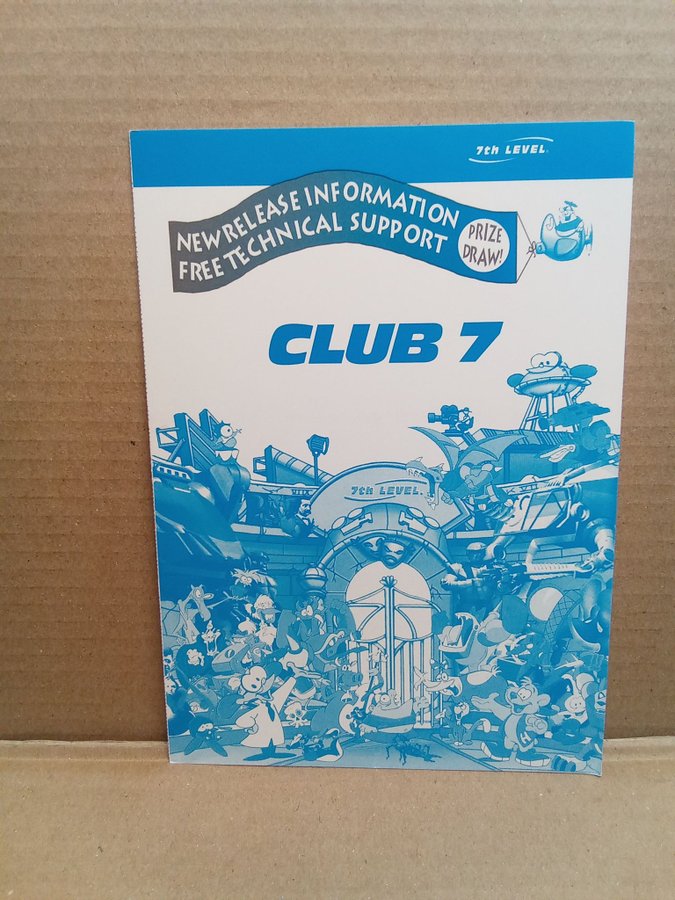 7th LEVEL®
NEW RELEASE INFORMATION
FREE TECHNICAL SUPPORT
PRIZE
DRAW!
CLUB 7
7th LEVEL®